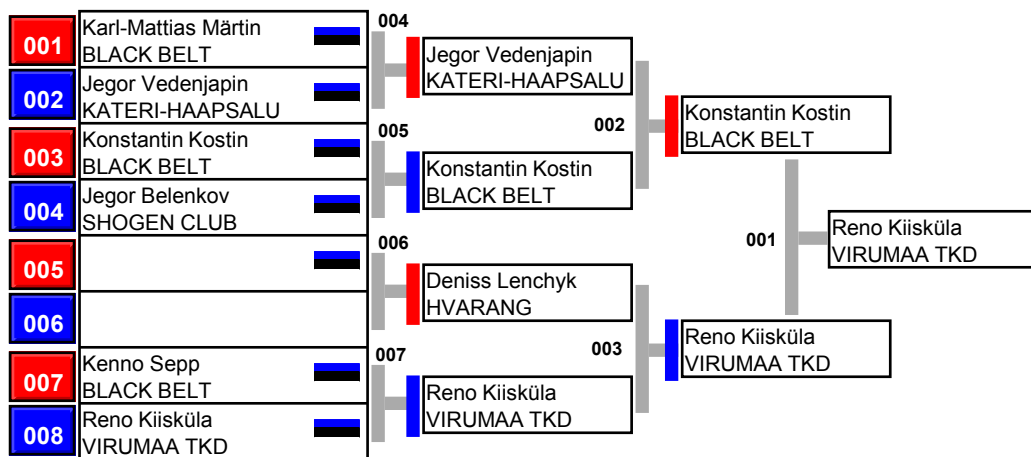 001
Karl-Mattias Märtin
BLACK BELT
002
Jegor Vedenjapin
KATERI-HAAPSALU
003
Konstantin Kostin
BLACK BELT
004
Jegor Belenkov
SHOGEN CLUB
005
006
007
Kenno Sepp
BLACK BELT
008
Reno Kiisküla
VIRUMAA TKD
004
Jegor Vedenjapin
KATERI-HAAPSALU
005
Konstantin Kostin
BLACK BELT
006
Deniss Lenchyk
HVARANG
007
Reno Kiisküla
VIRUMAA TKD
002
Konstantin Kostin
BLACK BELT
003
Reno Kiisküla
VIRUMAA TKD
001
Reno Kiisküla
VIRUMAA TKD